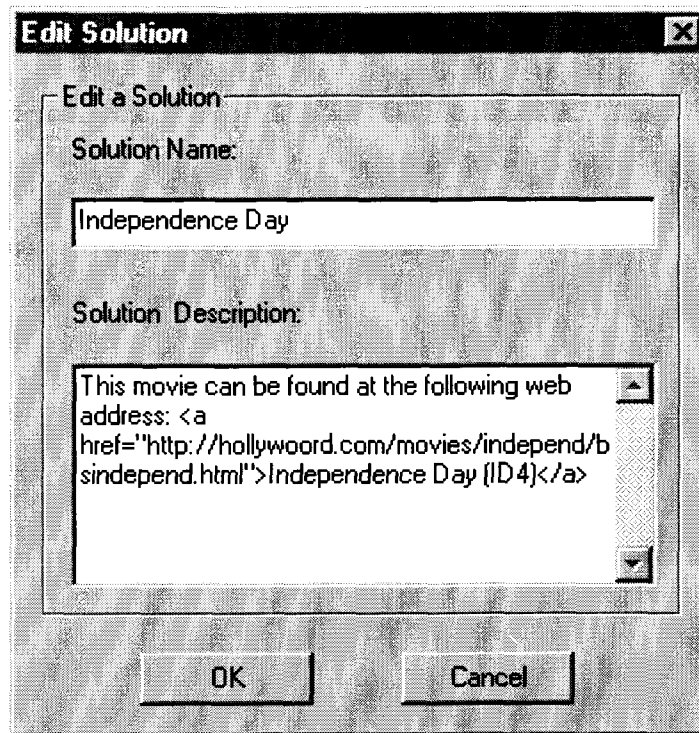 Edit Solution
Edit a Solution
Solution Name:
Independence Day
Solution Description:
This movie can be found at the following web
address: <a
href="http://hollywoord.com/movies/independ/b
sindepend.html">Independence Day (ID4)</a>
OK
Cancel